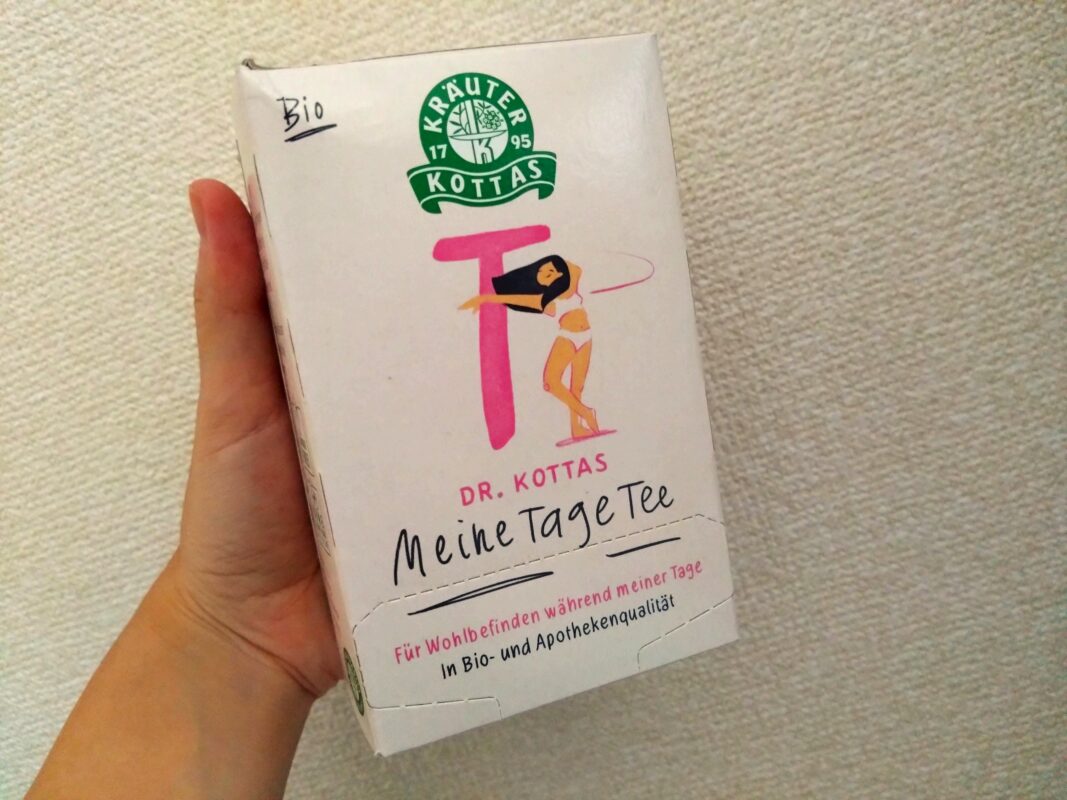 Bio
KRÄUTER
17 95
K
KOTTAS
T
DR. KOTTAS
Meine Tage Tee
Für Wohlbefinden während meiner Tage
In Bio- und Apothekenqualität